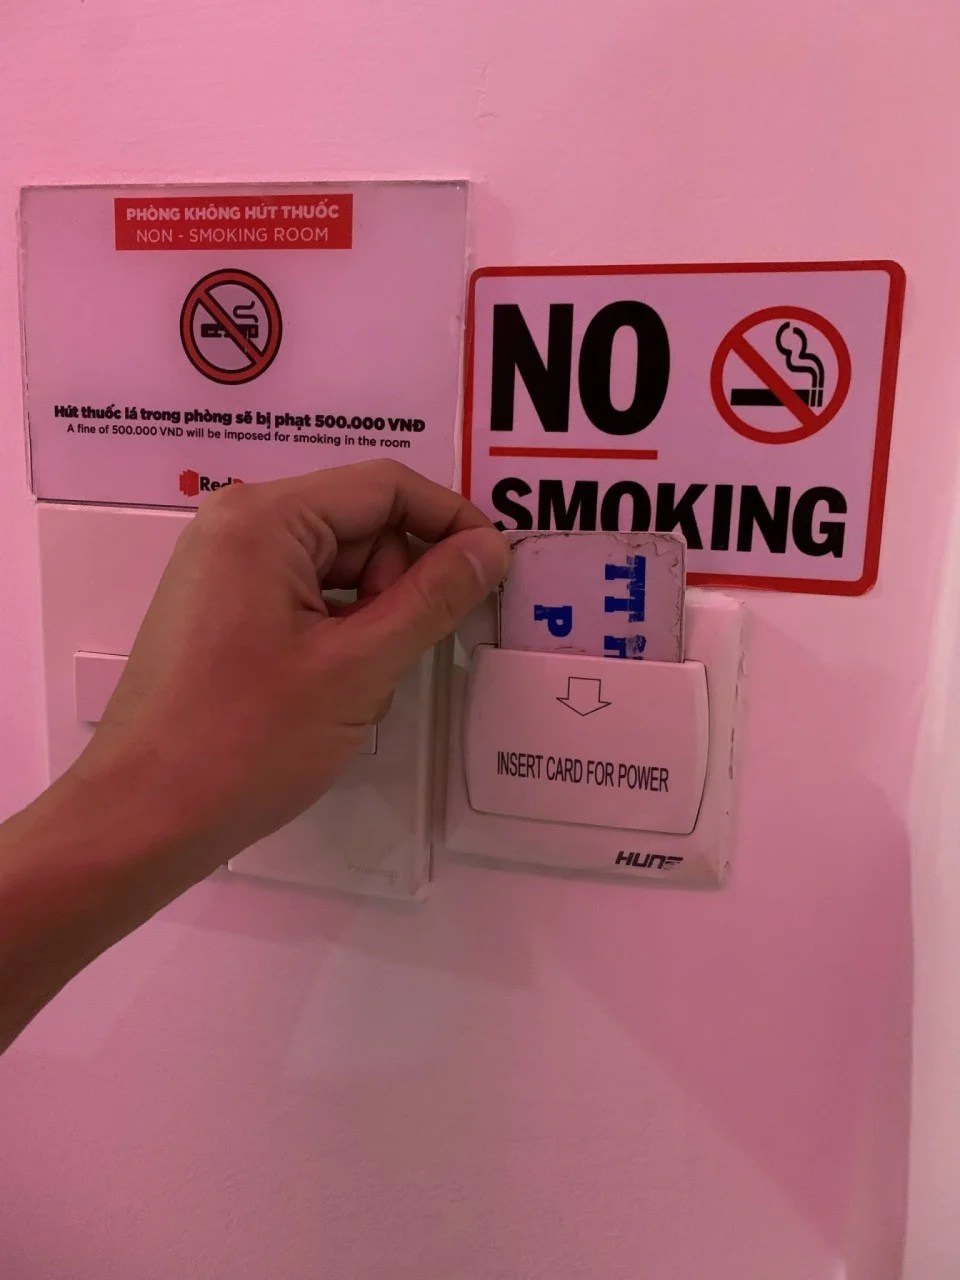 PHÒNG KHÔNG HÚT THUỐC
NON - SMOKING ROOM
Hút thuốc lá trong phòng sẽ bị phạt 500.000 VNĐ
A fine of 500.000 VND will be imposed for smoking in the room
NO
SMOKING
P
INSERT CARD FOR POWER
HUNE